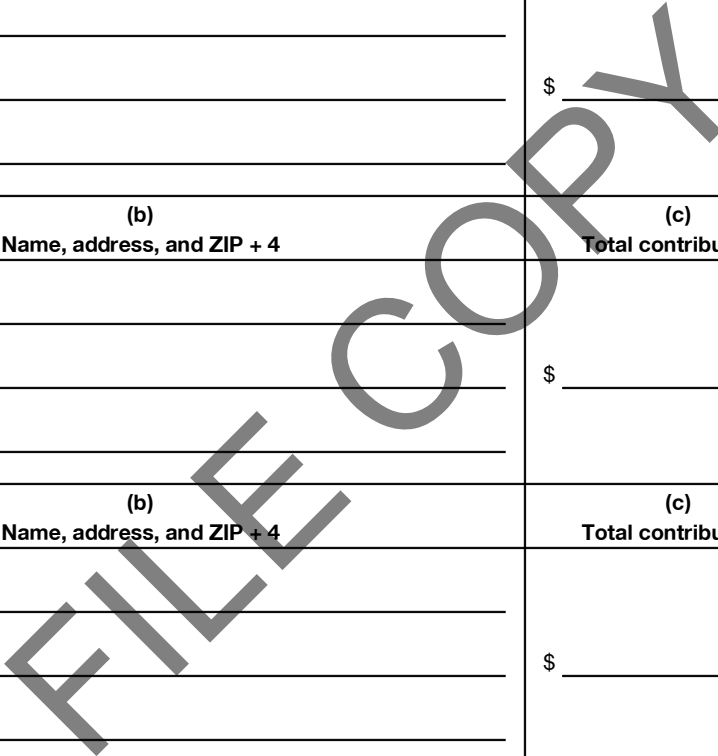 $
(b)
(c)
Name, address, and ZIP + 4
Total contribu
$
(b)
(c)
Name, address, and ZIP + 4
Total contribu
$
FILE COPY